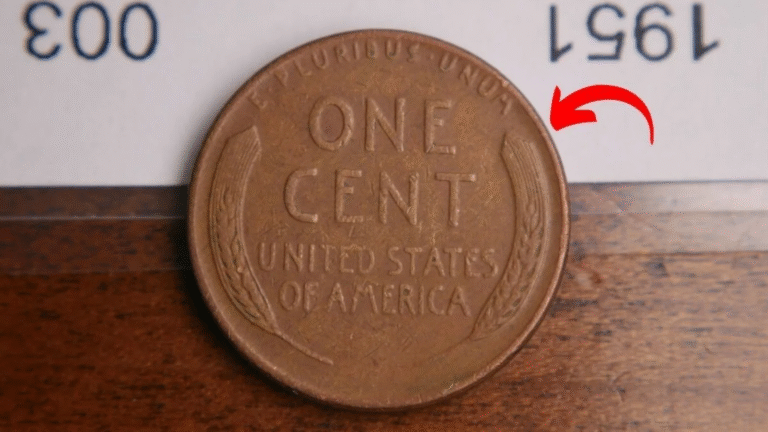 003
1951
E · PLURIBUS · UNUM
ONE
CENT
UNITED STATES
OF AMERICA